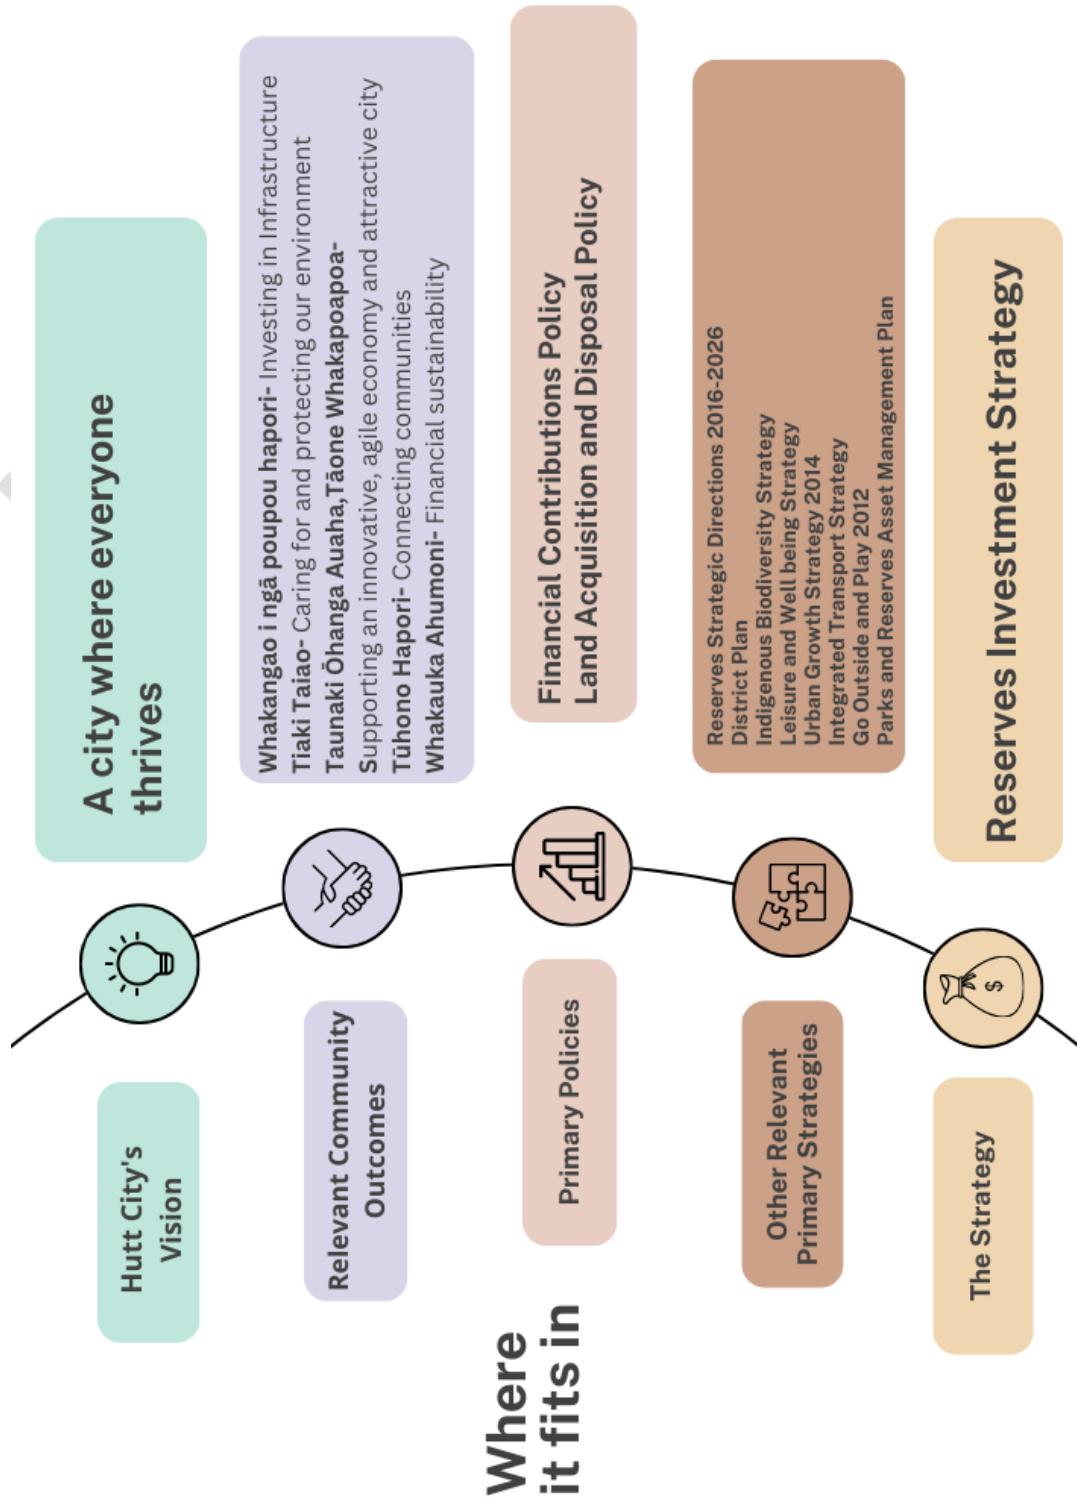 Where
it fits in
Hutt City's
Vision
A city where everyone
thrives
Relevant Community
Outcomes
Whakangao i ngā poupou hapori- Investing in Infrastructure
Tiaki Taiao- Caring for and protecting our environment
Taunaki Ōhanga Auaha,Tāone Whakapoapoa-
Supporting an innovative, agile economy and attractive city
Tūhono Hapori- Connecting communities
Whakauka Ahumoni- Financial sustainability
Primary Policies
Financial Contributions Policy
Land Acquisition and Disposal Policy
Other Relevant
Primary Strategies
Reserves Strategic Directions 2016-2026
District Plan
Indigenous Biodiversity Strategy
Leisure and Well being Strategy
Urban Growth Strategy 2014
Integrated Transport Strategy
Go Outside and Play 2012
Parks and Reserves Asset Management Plan
The Strategy
$
Reserves Investment Strategy